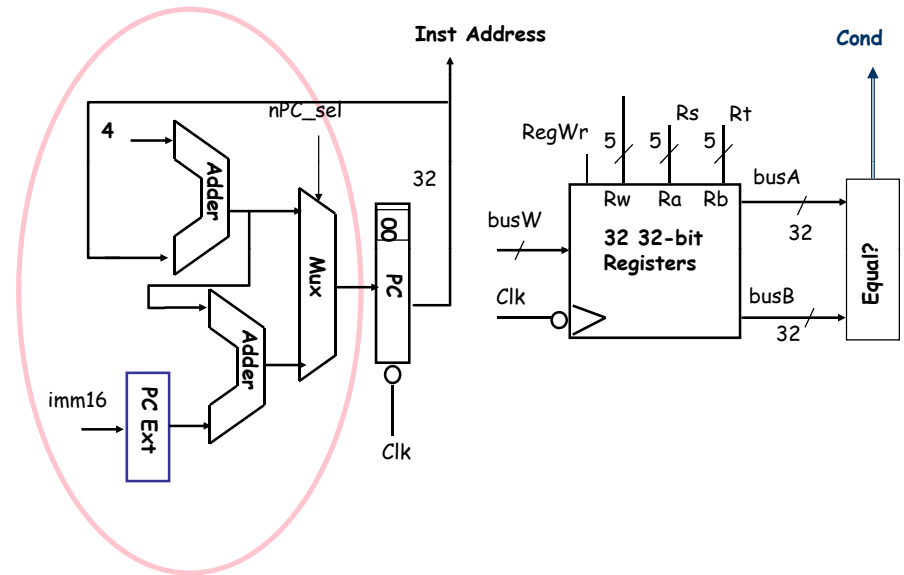 Inst Address
Cond
nPC_sel
4
Adder
32
00
PC
Mux
Adder
imm16
PC Ext
Clk
RegWr
5
Rs
5
Rt
5
busW
Rw Ra Rb
32 32-bit
Registers
Clk
busA
32
busB
32
Equal?